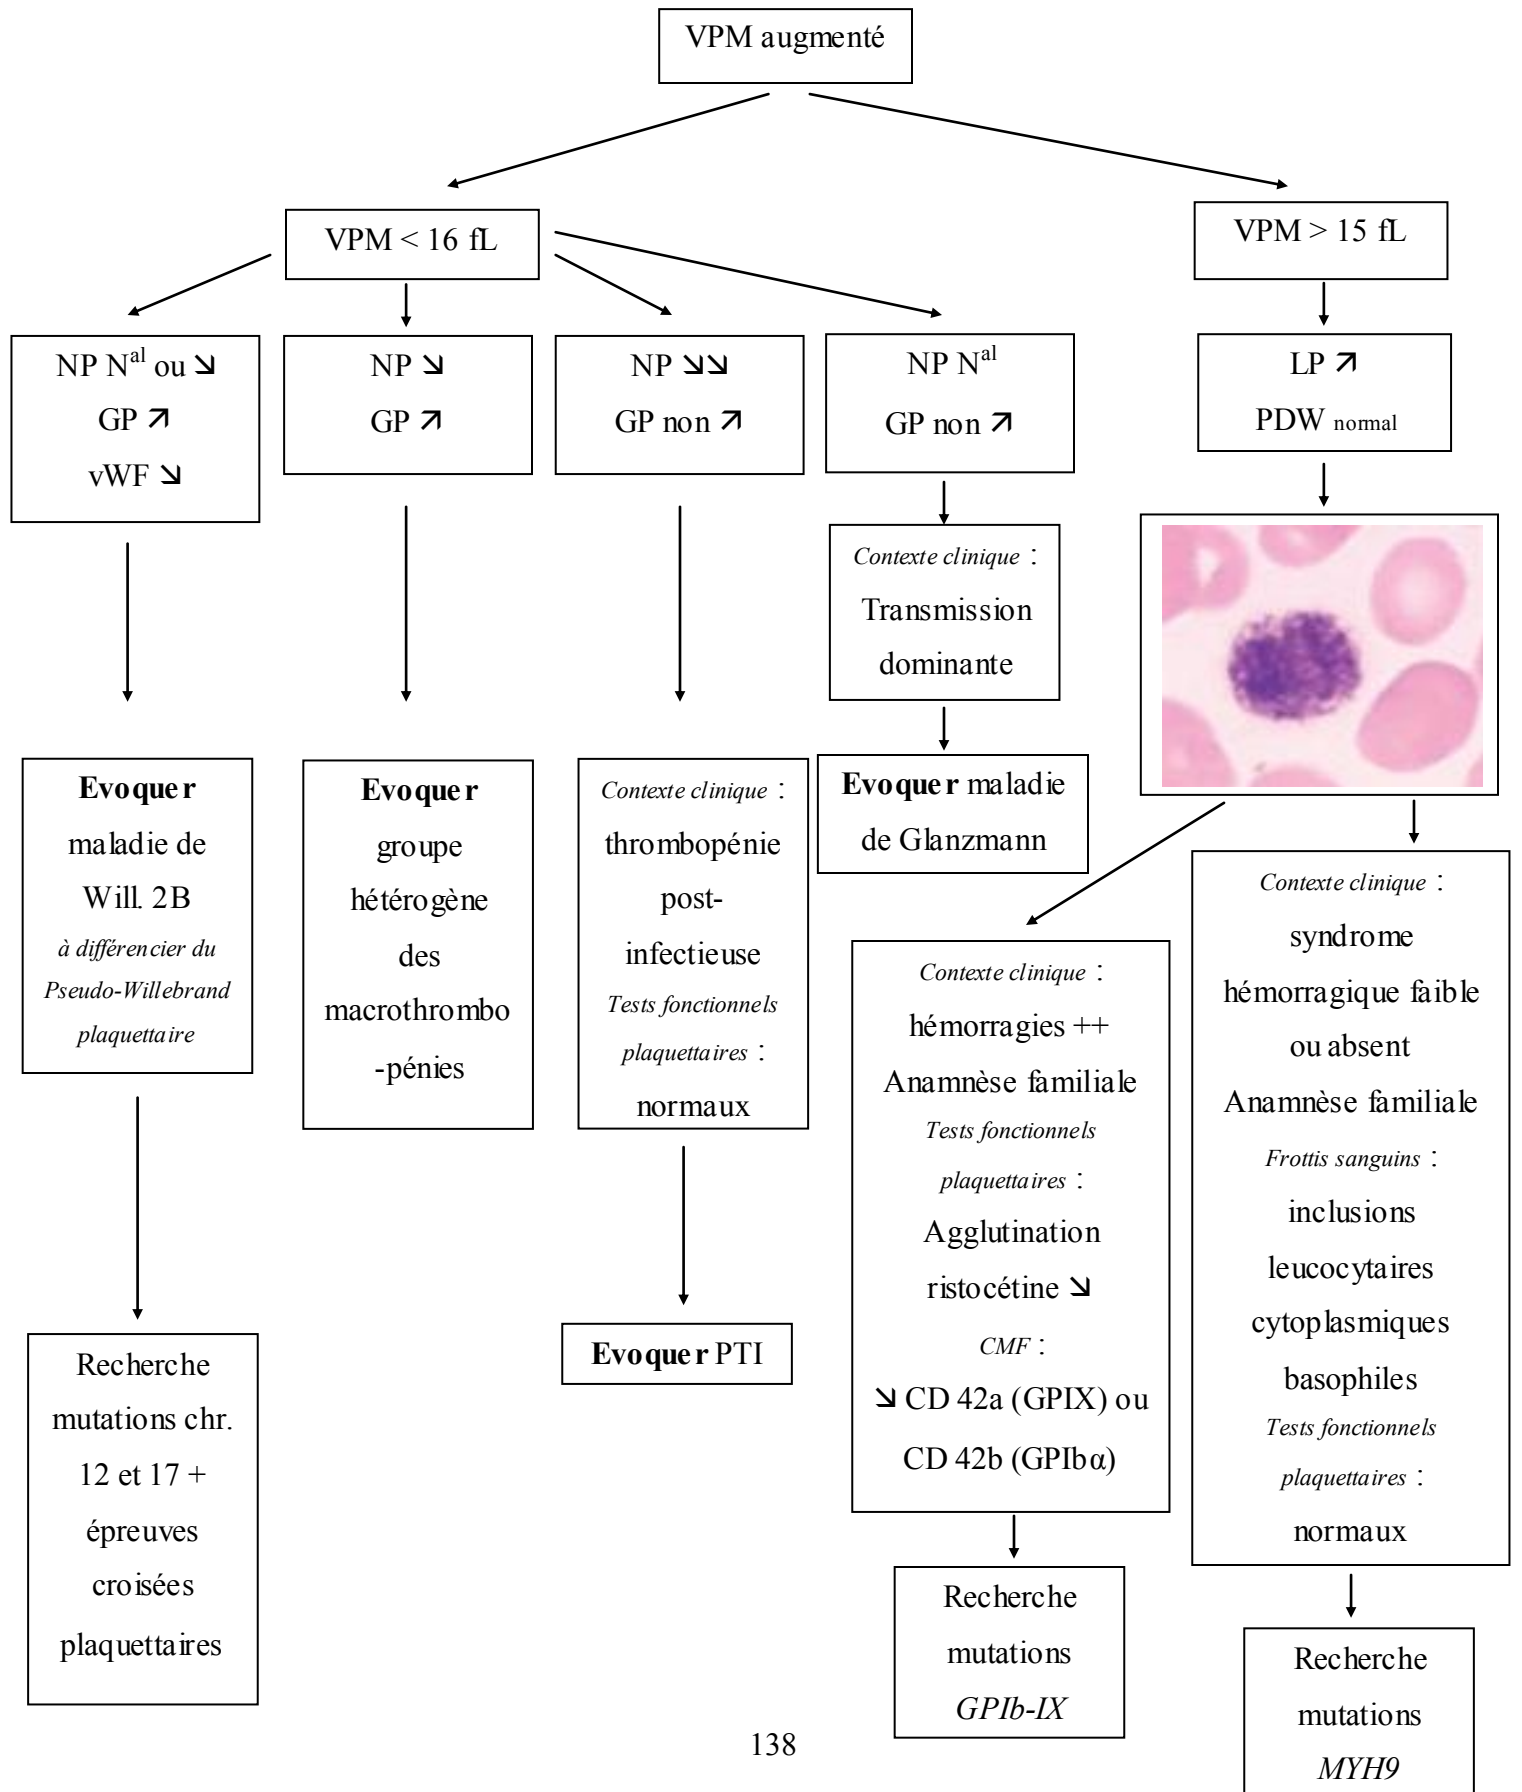 VPM augmenté
VPM < 16 fL
VPM > 15 fL
NP Nal ou ↘
GP ↗
vWF ↘
NP ↘
GP ↗
NP ↘↘
GP non ↗
NP Nal
GP non ↗
LP ↗
PDW normal
Contexte clinique :
Transmission
dominante
Evoquer
maladie de
Will. 2B
à différencier du
Pseudo-Willebrand
plaquettaire
Evoquer
groupe
hétérogène
des
macrothrombo
-pénies
Contexte clinique :
thrombopénie
post-
infectieuse
Tests fonctionnels
plaquettaires :
normaux
Evoquer maladie
de Glanzmann
Contexte clinique :
hémorragies ++
Anamnèse familiale
Tests fonctionnels
plaquettaires :
Agglutination
ristocétine ↘
CMF :
↘ CD 42a (GPIX) ou
CD 42b (GPIbα)
Contexte clinique :
syndrome
hémorragique faible
ou absent
Anamnèse familiale
Frottis sanguins :
inclusions
leucocytaires
cytoplasmiques
basophiles
Tests fonctionnels
plaquettaires :
normaux
Recherche
mutations chr.
12 et 17 +
épreuves
croisées
plaquettaires
Evoquer PTI
Recherche
mutations
GPIb-IX
Recherche
mutations
MYH9
138